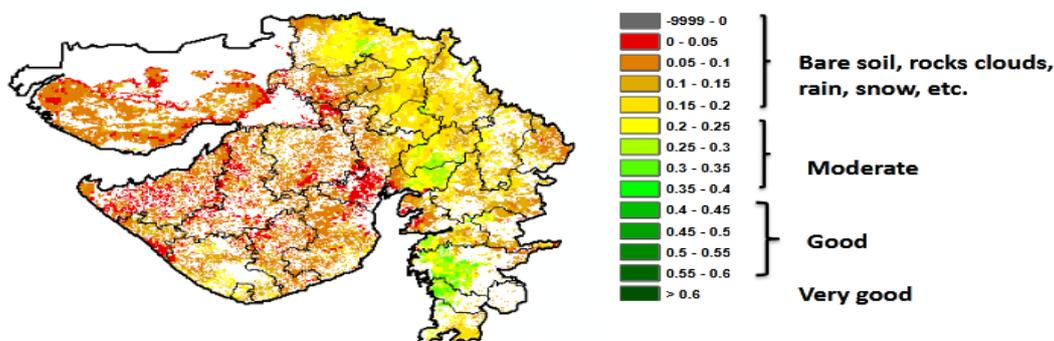 -9999 - 0
0 - 0.05
0.05 - 0.1
0.1 - 0.15
0.15 - 0.2
0.2 - 0.25
0.25 - 0.3
0.3 - 0.35
0.35 - 0.4
0.4 - 0.45
0.45 - 0.5
0.5 - 0.55
0.55 - 0.6
> 0.6
Bare soil, rocks clouds,
rain, snow, etc.
Moderate
Good
Very good